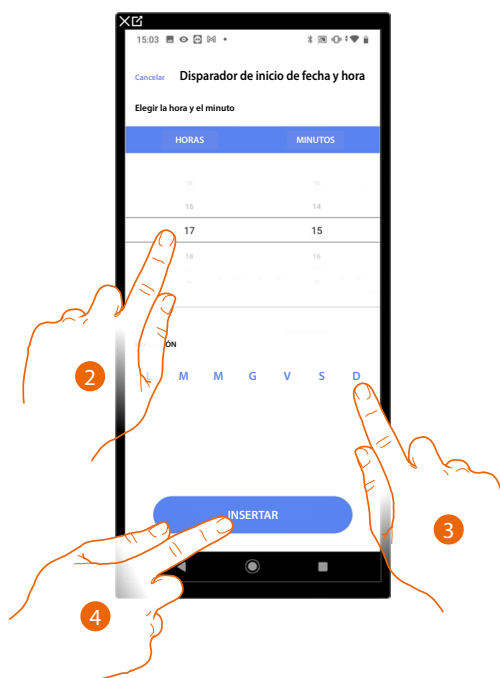 15:03
Cancelar Disparador de inicio de fecha y hora
Elegir la hora y el minuto
HORAS MINUTOS
16 14
17 15
18 16
ÓN
L M M G V S D
INSERTAR
2
3
4